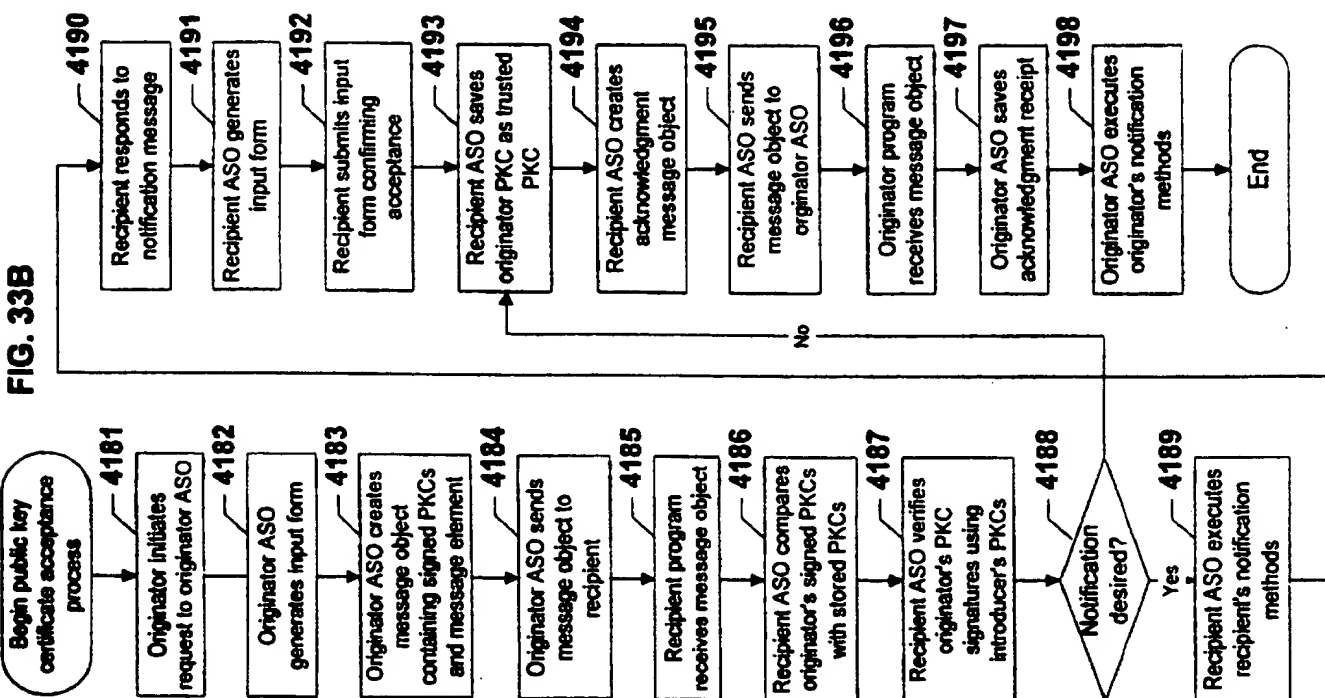 FIG. 33B
Begin public key
certificate acceptance
process
4181
Originator initiates
request to originator ASO
4182
Originator ASO
generates input form
4183
Originator ASO creates
message object
containing signed PKCs
and message element
4184
Originator ASO sends
message object to
recipient
4185
Recipient program
receives message object
4186
Recipient ASO compares
originator's signed PKCs
with stored PKCs
4187
Recipient ASO verifies
originator's PKC
signatures using
introducer's PKCs
4188
Notification
desired?
No
Yes
4189
Recipient ASO executes
recipient's notification
methods
4190
Recipient responds to
notification message
4191
Recipient ASO generates
input form
4192
Recipient submits input
form confirming
acceptance
4193
Recipient ASO saves
originator PKC as trusted
PKC
4194
Recipient ASO creates
acknowledgment
message object
4195
Recipient ASO sends
message object to
orginator ASO
4196
Originator program
receives message object
4197
Originator ASO saves
acknowledgment receipt
4198
Originator ASO executes
originator's notification
methods
End